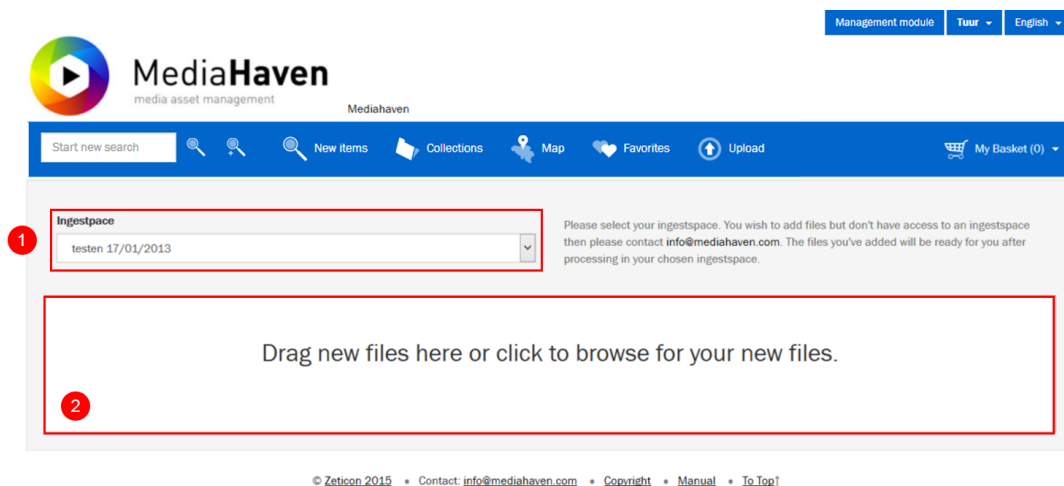 Management module Tuur English
MediaHaven
media asset management
Mediahaven
Start new search New items Collections Map Favorites Upload My Basket (0)
Ingestpace
1
testen 17/01/2013
Please select your ingestspace. You wish to add files but don't have access to an ingestspace
then please contact info@mediahaven.com. The files you've added will be ready for you after
processing in your chosen ingestspace.
Drag new files here or click to browse for your new files.
2
© Zeticon 2015 • Contact: info@mediahaven.com • Copyright • Manual • To Top↑